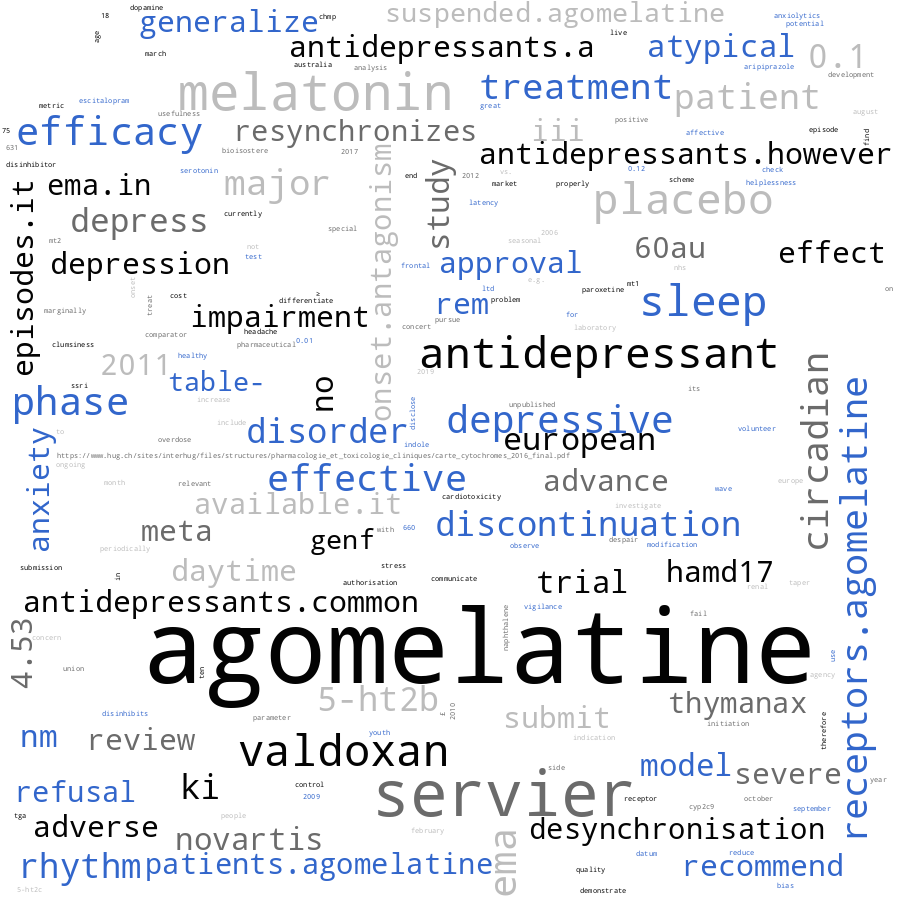 dopamine
18
generalize
chmp
suspended.agomelatine
anxiolytics
potential
age
live
march
antidepressants.a
atypical
0.1
australia
analysis
aripiprazole
development
melatonin
treatment
patient
metric
escitalopram
usefulness
great
august
75
efficacy
resynchronizes
iii
positive
affective
episode
find
631
bioisostere
2017
antidepressants.however
disinhibitor
serotonin
end
2012
vs.
0.12
check
ema.in
major
onset.antagonism
study
market
properly
scheme
helplessness
episodes.it
depress
currently
latency
placebo
special
mt2
not
test
seasonal
2006
60au
effect
depression
frontal
approval
nhs
onset
treat
cost
≥
differentiate
ltd
e.g.
paroxetine
mt1
sleep
on
marginally
impairment
rem
problem
pursue
for
laboratory
comparator
headache
concert
0.01
pharmaceutical
clumsiness
healthy
antidepressant
circadian
2011
2019
ssri
table-
no
its
phase
increase
disclose
unpublished
depressive
volunteer
receptors.agomelatine
include
to
disorder
overdose
indole
european
anxiety
https://www.hug.ch/sites/interhug/files/structures/pharmacologie_et_toxicologie_cliniques/carte_cytochromes_2016_final.pdf
ongoing
month
relevant
effective
advance
wave
europe
available.it
cardiotoxicity
investigate
meta
genf
with
660
discontinuation
periodically
observe
despair
modification
submission
in
daytime
stress
authorisation
communicate
trial
hamd17
renal
taper
antidepressants.common
vigilance
naphthalene
fail
4.53
concern
agomelatine
union
ten
use
agency
disinhibits
5-ht2b
£
2010
thymanax
parameter
submit
initiation
therefore
nm
review
youth
indication
valdoxan
side
model
severe
year
refusal
ki
control
2009
servier
receptor
cyp2c9
october
september
tga
adverse
people
novartis
february
ema
desynchronisation
rhythm
patients.agomelatine
datum
reduce
recommend
quality
bias
5-ht2c
demonstrate